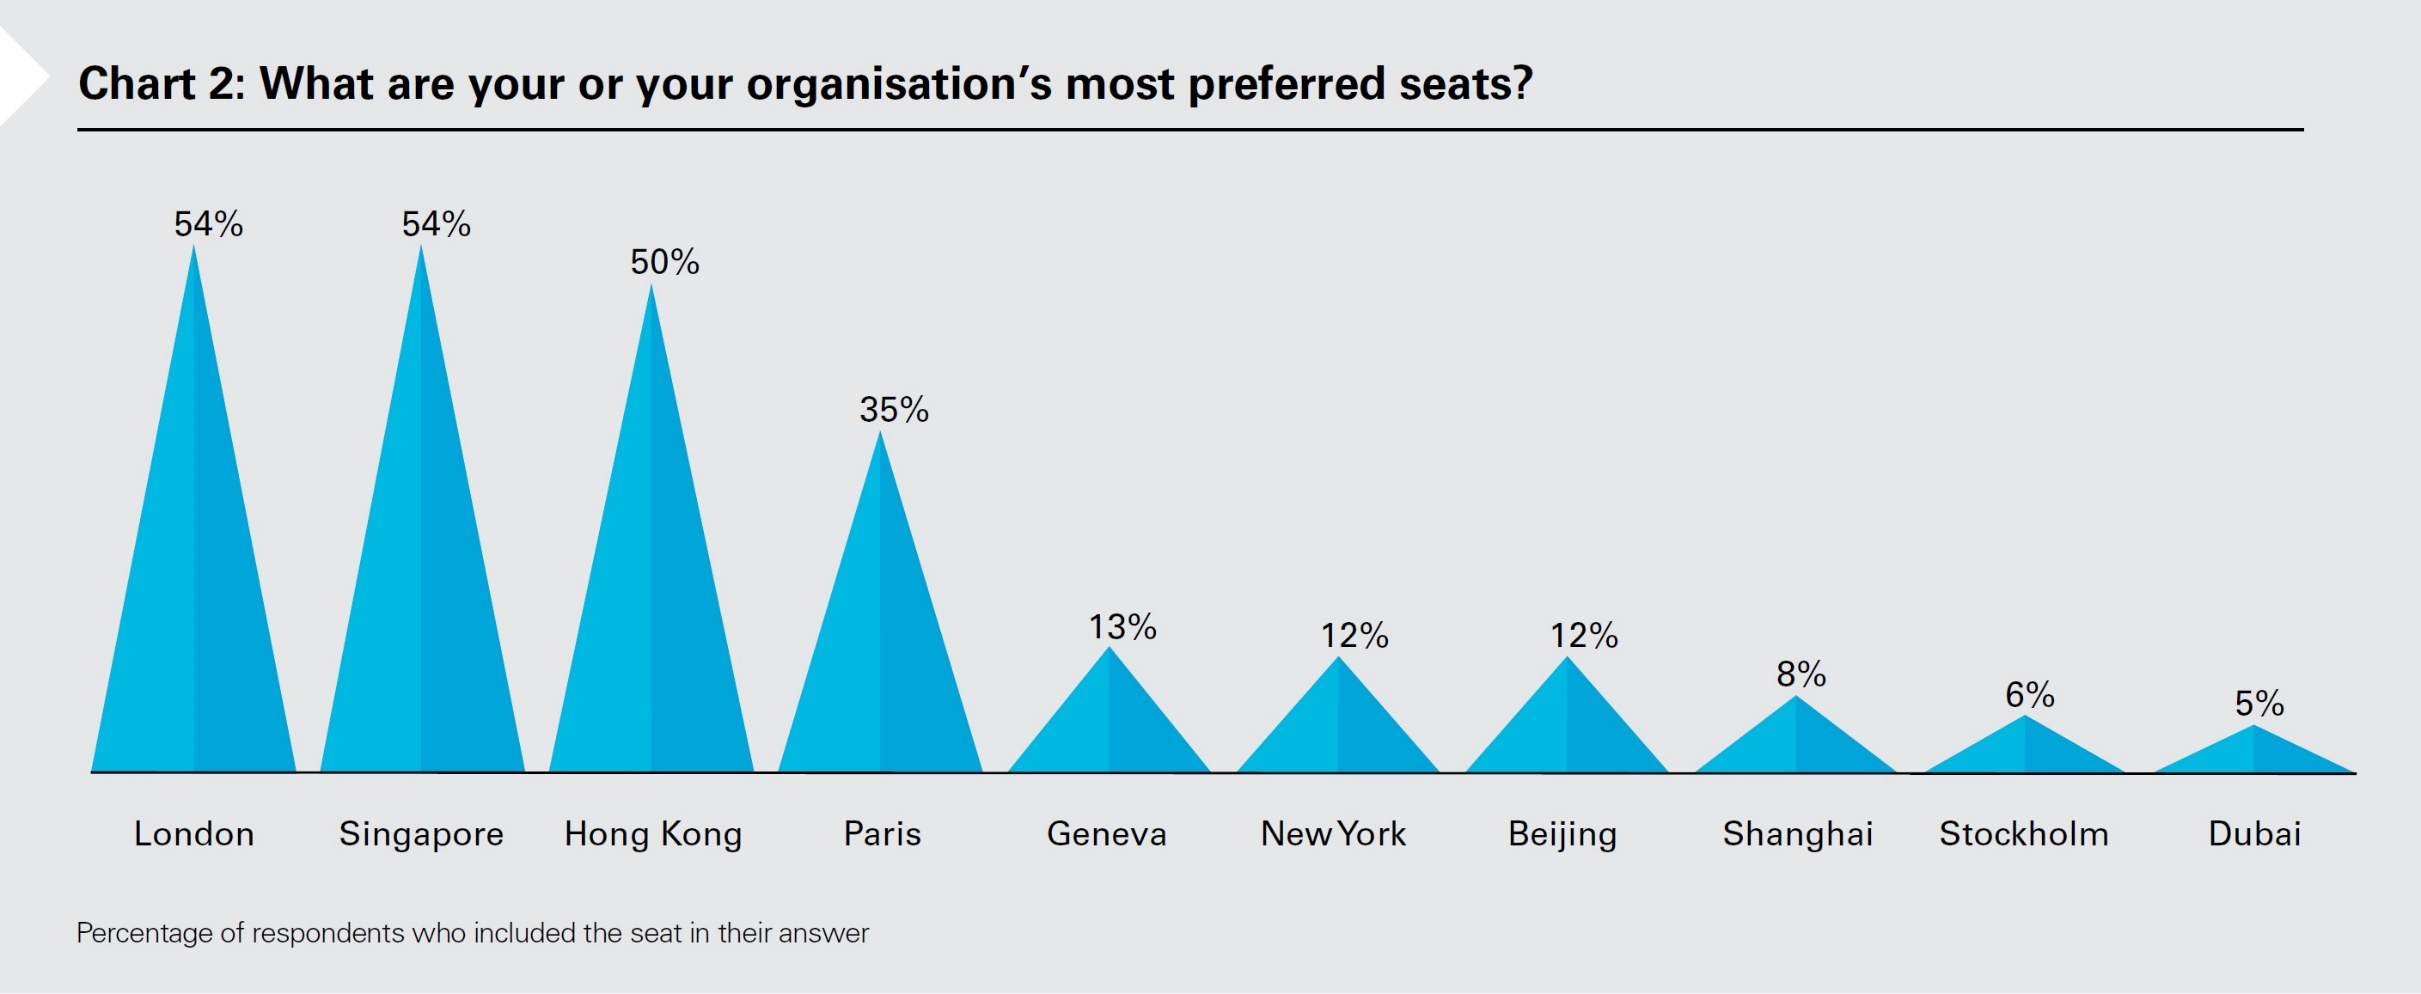 Chart 2: What are your or your organisation’s most preferred seats?
54%
54%
50%
35%
13%
12%
12%
8%
6%
5%
London
Singapore
Hong Kong
Paris
Geneva
New York
Beijing
Shanghai
Stockholm
Dubai
Percentage of respondents who included the seat in their answer